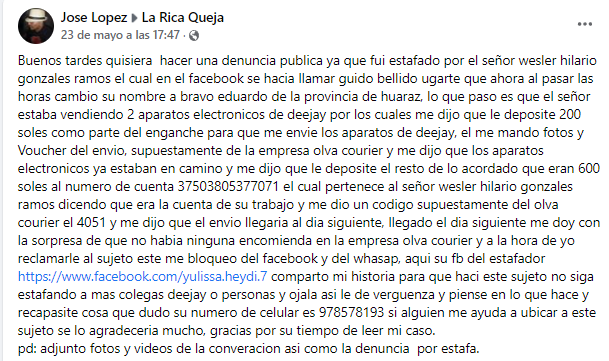 Jose Lopez ▸ La Rica Queja
23 de mayo a las 17:47 ·
Buenos tardes quisiera  hacer una denuncia publica ya que fui estafado por el señor wesler hilario
gonzales ramos el cual en el facebook se hacia llamar guido bellido ugarte que ahora al pasar las
horas cambio su nombre a bravo eduardo de la provincia de huaraz, lo que paso es que el señor
estaba vendiendo 2 aparatos electronicos de deejay por los cuales me dijo que le deposite 200
soles como parte del enganche para que me envie los aparatos de deejay, el me mando fotos y
Voucher del envio, supuestamente de la empresa olva courier y me dijo que los aparatos
electronicos ya estaban en camino y me dijo que le deposite el resto de lo acordado que eran 600
soles al numero de cuenta 37503805377071 el cual pertenece al señor wesler hilario gonzales
ramos dicendo que era la cuenta de su trabajo y me dio un codigo supuestamente del olva
courier el 4051 y me dijo que el envio llegaria al dia siguiente, llegado el dia siguiente me doy con
la sorpresa de que no habia ninguna encomienda en la empresa olva courier y a la hora de yo
reclamarle al sujeto este me bloqueo del facebook y del whasap, aqui su fb del estafador
https://www.facebook.com/yulissa.heydi.7 comparto mi historia para que haci este sujeto no siga
estafando a mas colegas deejay o personas y ojala asi le de verguenza y piense en lo que hace y
recapasite cosa que dudo su numero de celular es 978578193 si alguien me ayuda a ubicar a este
sujeto se lo agradeceria mucho, gracias por su tiempo de leer mi caso.
pd: adjunto fotos y videos de la converacion asi como la denuncia  por estafa.